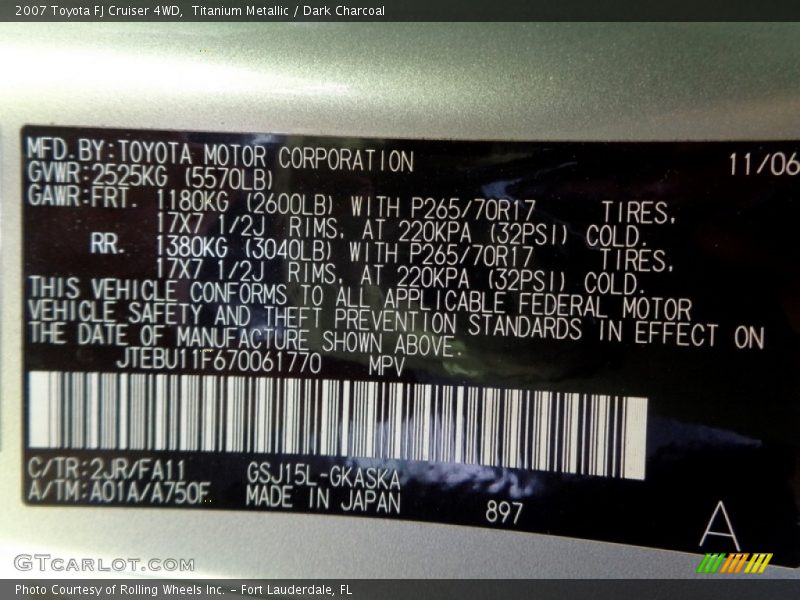 2007 Toyota FJ Cruiser 4WD, Titanium Metallic / Dark Charcoal
MFD.BY:TOYOTA MOTOR CORPORATION 11/06
GVWR:2525KG (5570LB)
GAWR:FRT. 1180KG (2600LB) WITH P265/70R17 TIRES,
17X7 1/2J RIMS, AT 220KPA (32PSI) COLD.
RR. 1380KG (3040LB) WITH P265/70R17 TIRES,
17X7 1/2J RIMS, AT 220KPA (32PSI) COLD.
THIS VEHICLE CONFORMS TO ALL APPLICABLE FEDERAL MOTOR
VEHICLE SAFETY AND THEFT PREVENTION STANDARDS IN EFFECT ON
THE DATE OF MANUFACTURE SHOWN ABOVE.
JTEBU11F670061770 MPV
C/TR:2JR/FA11 GSJ15L-GKASKA
A/TM:A01A/A750F MADE IN JAPAN 897
A
GTCARLOT.COM
Photo Courtesy of Rolling Wheels Inc. - Fort Lauderdale, FL